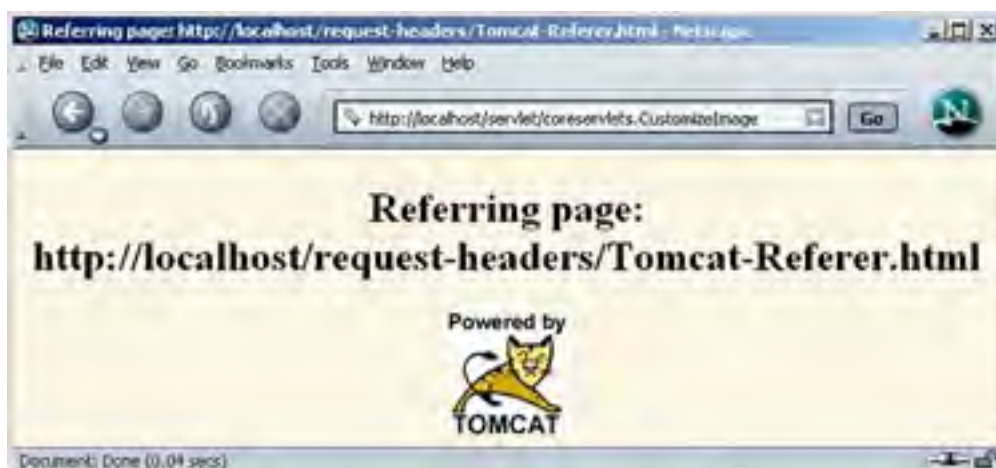 Referring page: http://localhost/request-headers/Tomcat-Referer.html - Netscape
File Edit View Go Bookmarks Tools Window Help
http://localhost/servlet/coreservlets.CustomizeImage Go
N
Referring page:
http://localhost/request-headers/Tomcat-Referer.html
Powered by
TOMCAT
Document: Done (0.04 secs)